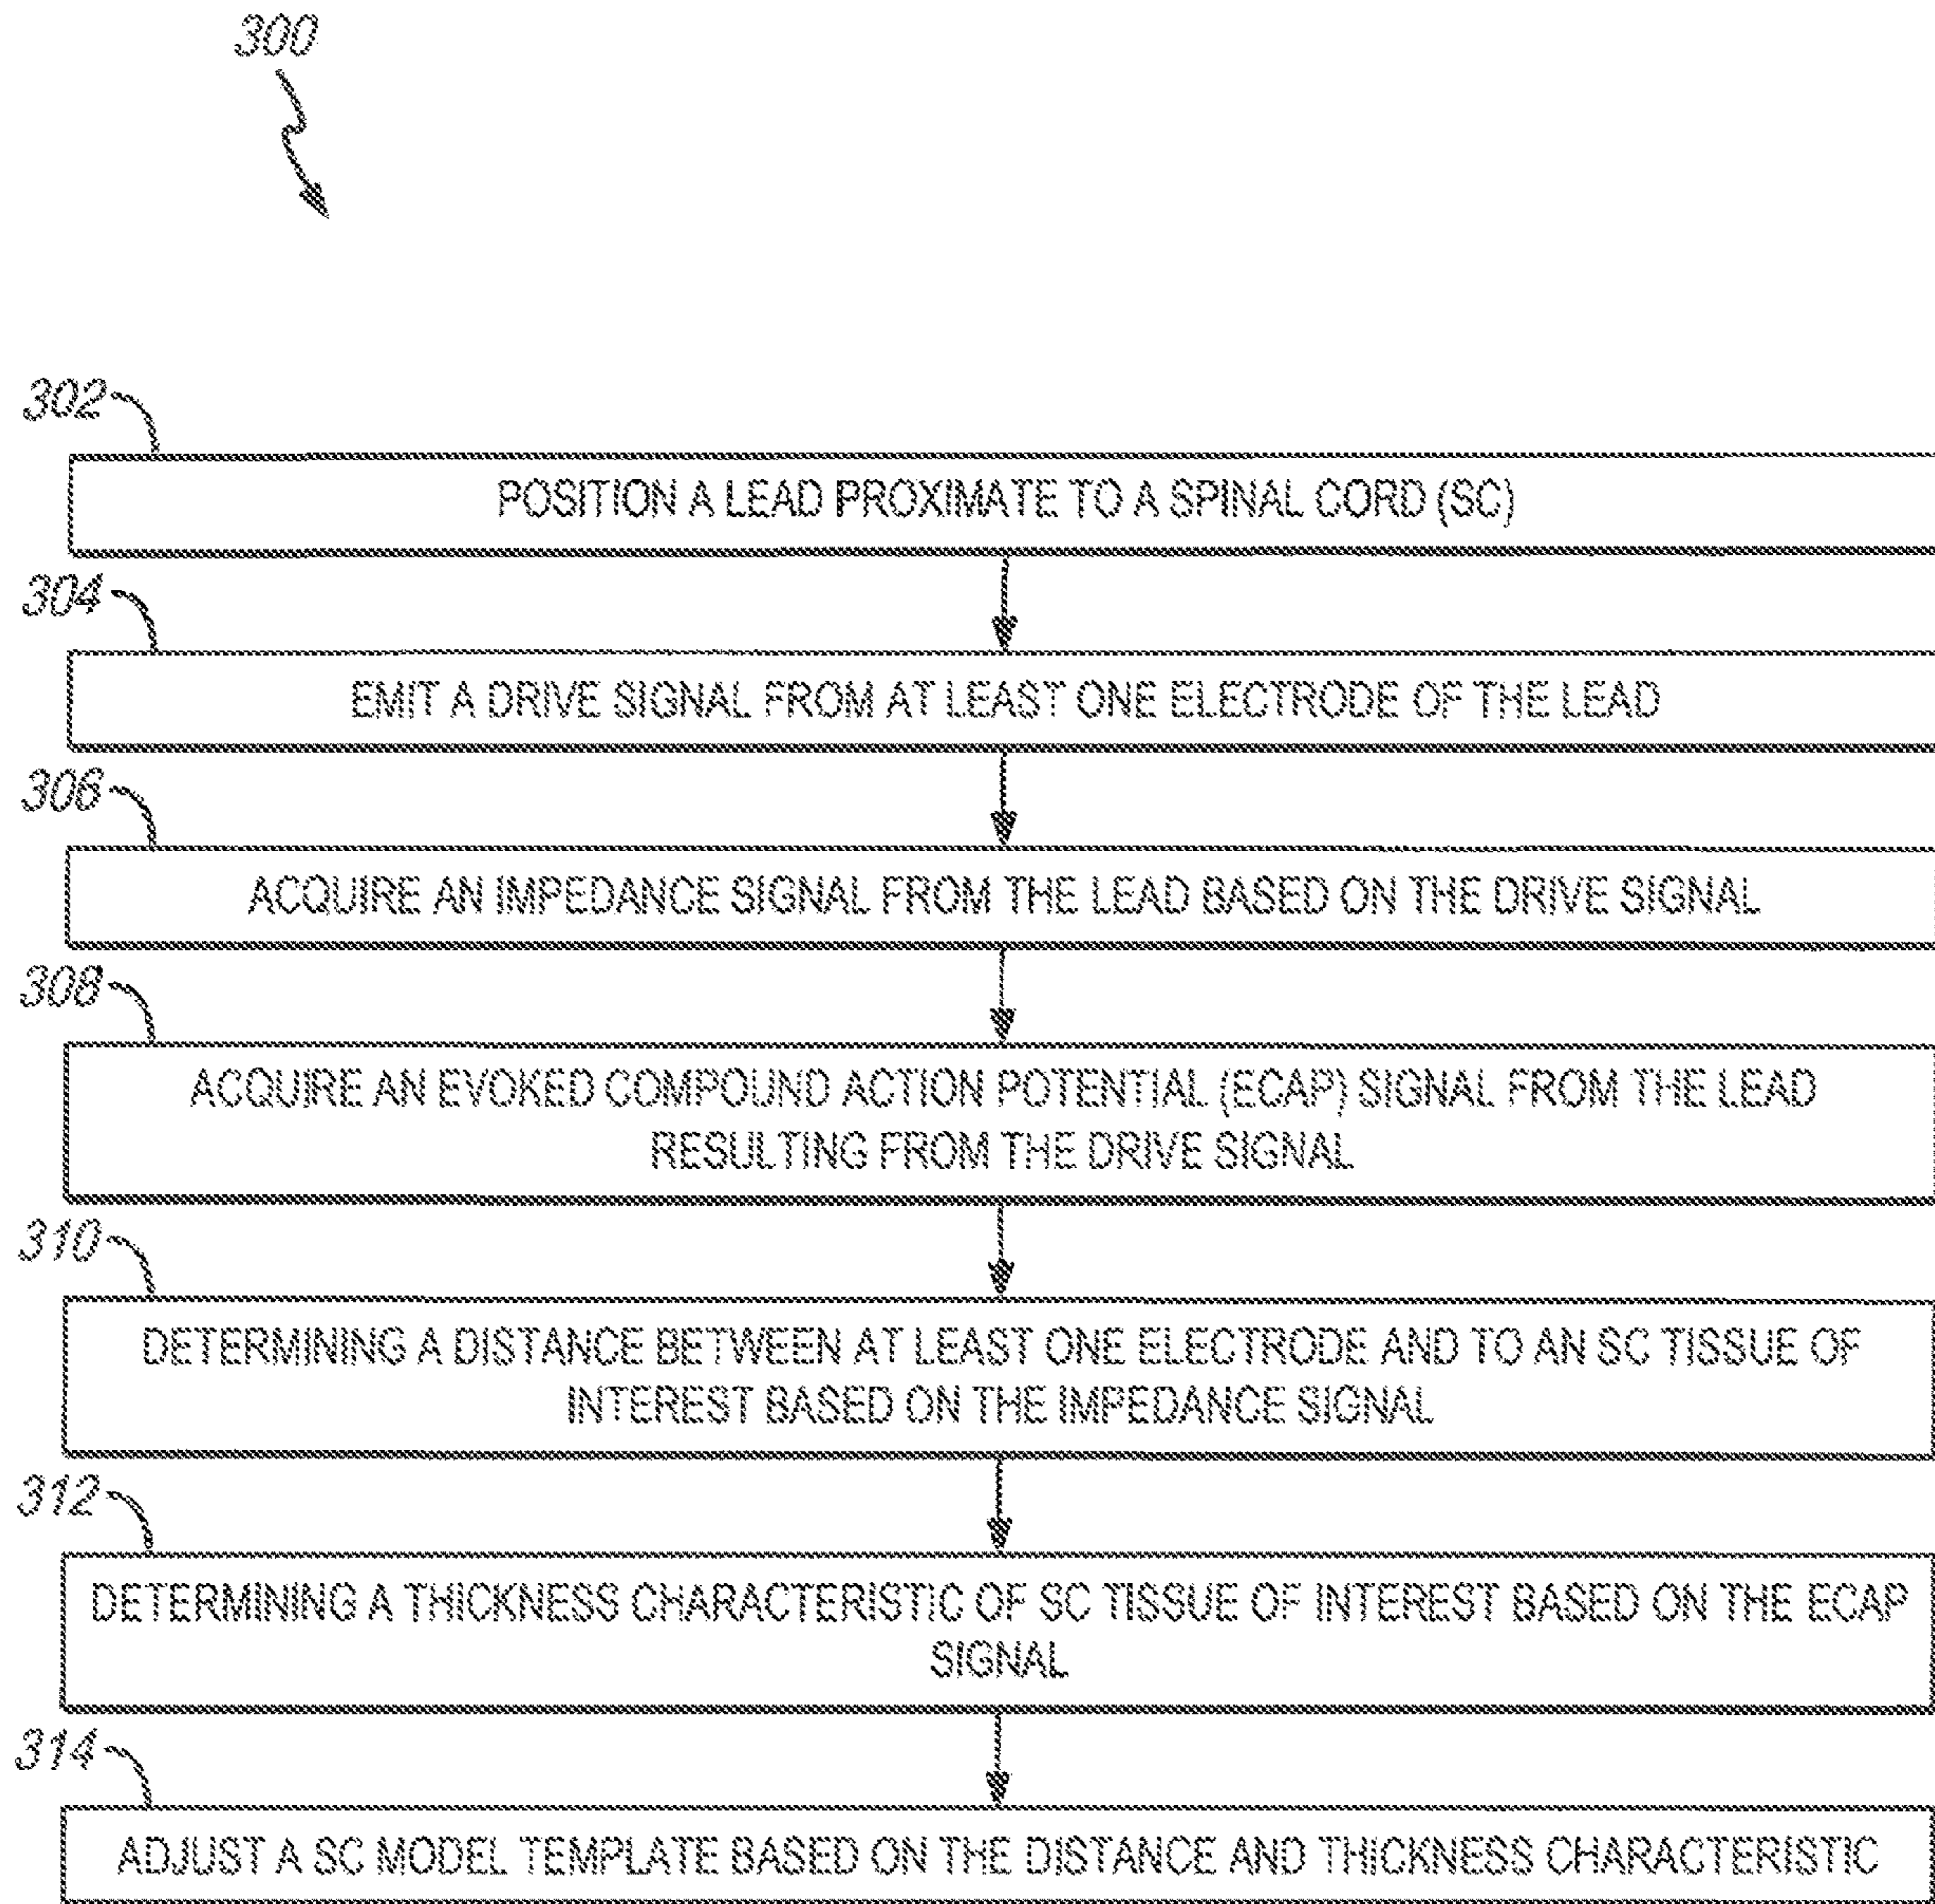 300
302
POSITION A LEAD PROXIMATE TO A SPINAL CORD (SC)
304
EMIT A DRIVE SIGNAL FROM AT LEAST ONE ELECTRODE OF THE LEAD
306
ACQUIRE AN IMPEDANCE SIGNAL FROM THE LEAD BASED ON THE DRIVE SIGNAL
308
ACQUIRE AN EVOKED COMPOUND ACTION POTENTIAL (ECAP) SIGNAL FROM THE LEAD
RESULTING FROM THE DRIVE SIGNAL
310
DETERMINING A DISTANCE BETWEEN AT LEAST ONE ELECTRODE AND TO AN SC TISSUE OF
INTEREST BASED ON THE IMPEDANCE SIGNAL
312
DETERMINING A THICKNESS CHARACTERISTIC OF SC TISSUE OF INTEREST BASED ON THE ECAP
SIGNAL
314
ADJUST A SC MODEL TEMPLATE BASED ON THE DISTANCE AND THICKNESS CHARACTERISTIC